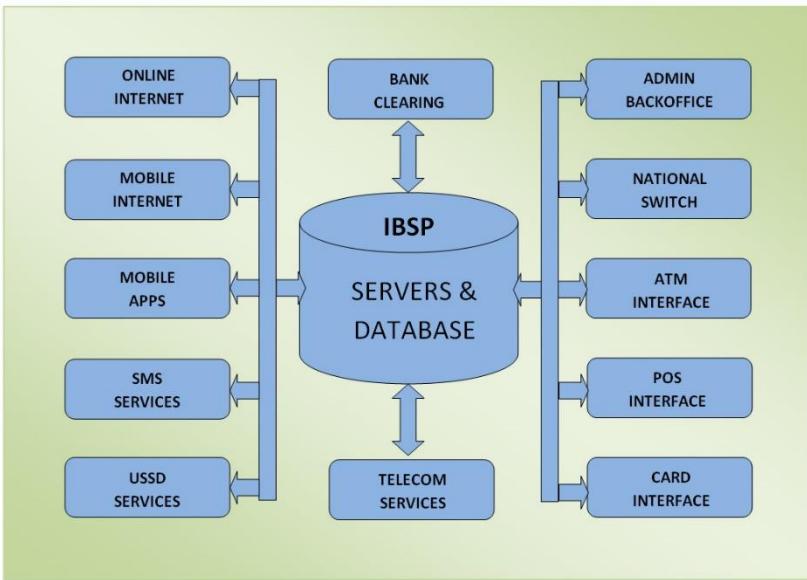 ONLINE
INTERNET
MOBILE
INTERNET
MOBILE
APPS
SMS
SERVICES
USSD
SERVICES
BANK
CLEARING
IBSP
SERVERS &
DATABASE
TELECOM
SERVICES
ADMIN
BACKOFFICE
NATIONAL
SWITCH
ATM
INTERFACE
POS
INTERFACE
CARD
INTERFACE